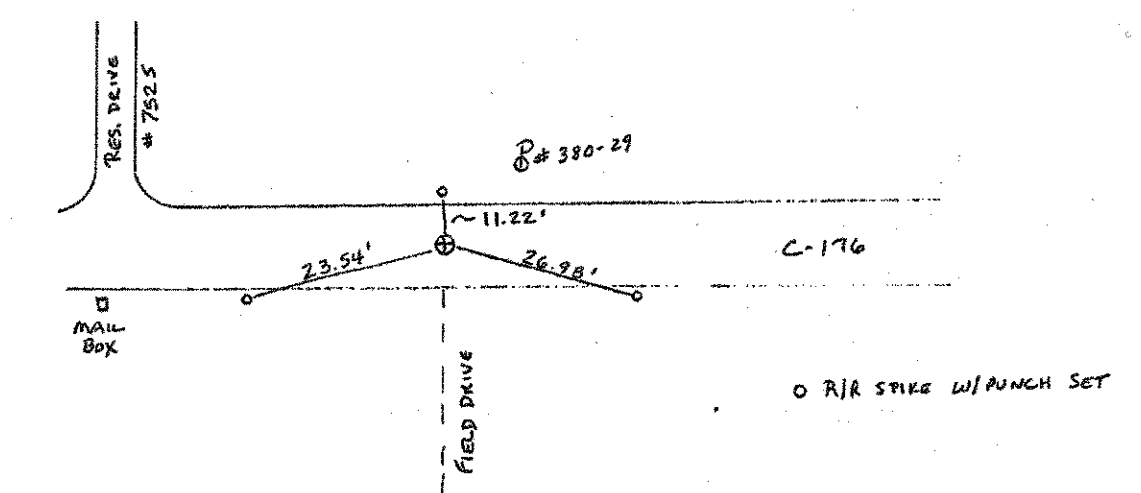 RES. DRIVE
# 7525
P# 380-29
~ 11.22'
C-176
23.54'
26.98'
MAIL
BOX
FIELD DRIVE
O R/R SPIKE W/PUNCH SET